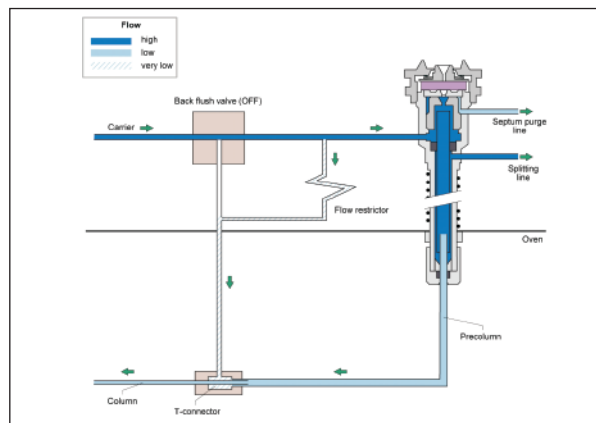 Flow
high
low
very low
Back flush valve (OFF)
Carrier
Septum purge
line
Splitting
line
Flow restrictor
Oven
Precolumn
Column
T-connector